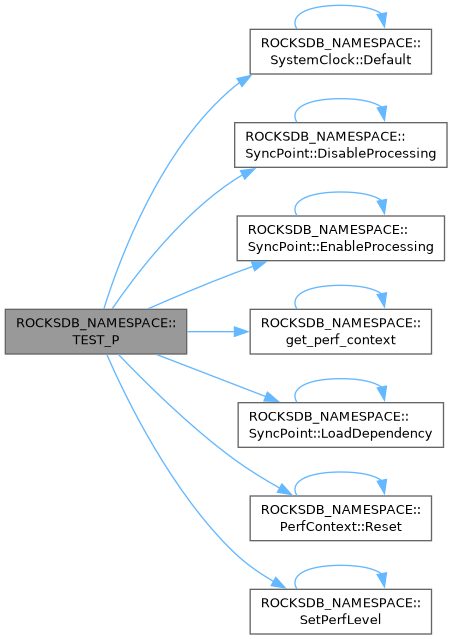 ROCKSDB_NAMESPACE::
SystemClock::Default
ROCKSDB_NAMESPACE::
SyncPoint::DisableProcessing
ROCKSDB_NAMESPACE::
SyncPoint::EnableProcessing
ROCKSDB_NAMESPACE::
TEST_P
ROCKSDB_NAMESPACE::
get_perf_context
ROCKSDB_NAMESPACE::
SyncPoint::LoadDependency
ROCKSDB_NAMESPACE::
PerfContext::Reset
ROCKSDB_NAMESPACE::
SetPerfLevel